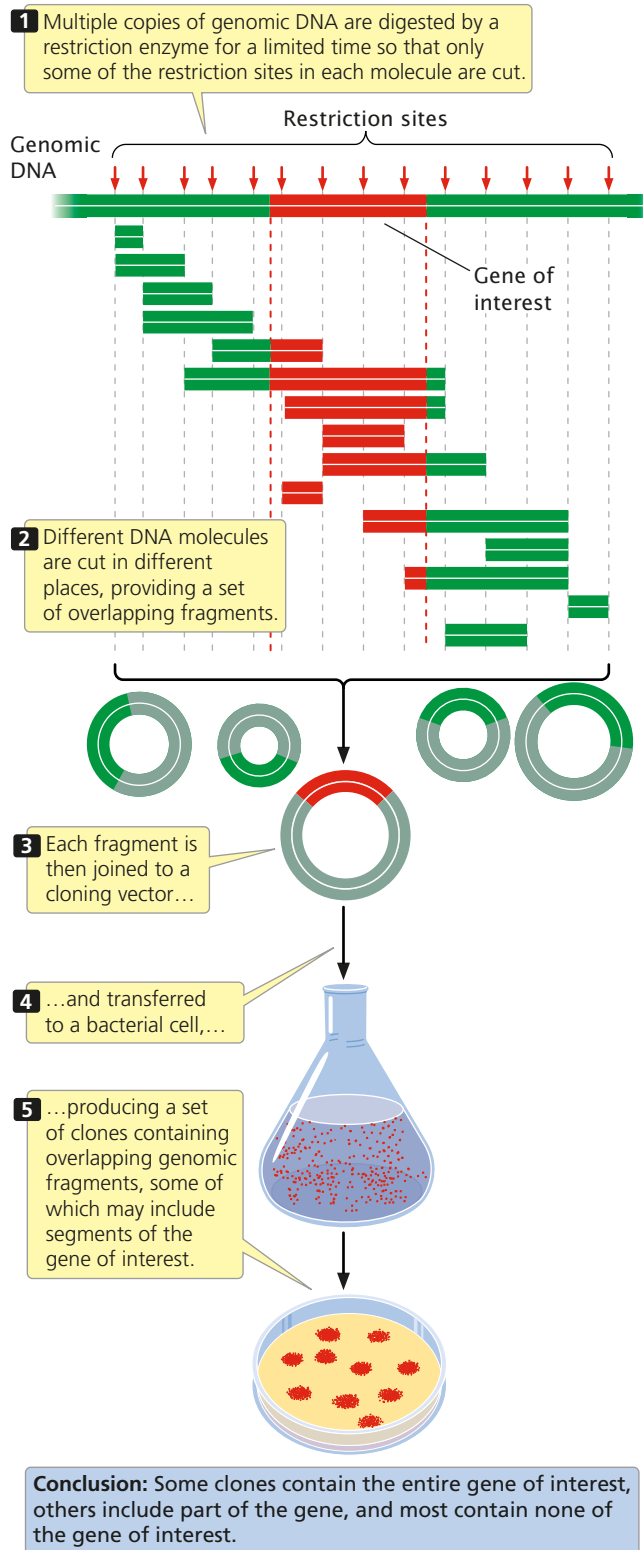 1 Multiple copies of genomic DNA are digested by a
restriction enzyme for a limited time so that only
some of the restriction sites in each molecule are cut.
Restriction sites
Genomic
DNA
Gene of
interest
2 Different DNA molecules
are cut in different
places, providing a set
of overlapping fragments.
3 Each fragment is
then joined to a
cloning vector…
4 …and transferred
to a bacterial cell,…
5 …producing a set
of clones containing
overlapping genomic
fragments, some of
which may include
segments of the
gene of interest.
Conclusion: Some clones contain the entire gene of interest,
others include part of the gene, and most contain none of
the gene of interest.